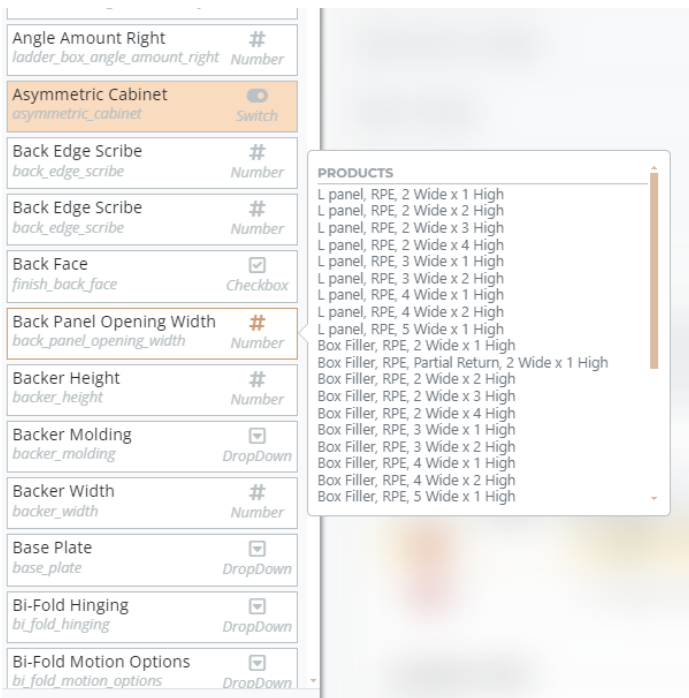 Angle Amount Right
ladder_box_angle_amount_right Number
Asymmetric Cabinet
asymmetric_cabinet Switch
Back Edge Scribe
back_edge_scribe Number
Back Edge Scribe
back_edge_scribe Number
Back Face
finish_back_face Checkbox
Back Panel Opening Width
back_panel_opening_width Number
Backer Height
backer_height Number
Backer Molding
backer_molding DropDown
Backer Width
backer_width Number
Base Plate
base_plate DropDown
Bi-Fold Hinging
bi_fold_hinging DropDown
Bi-Fold Motion Options
bi_fold_motion_options DropDown
PRODUCTS
L panel, RPE, 2 Wide x 1 High
L panel, RPE, 2 Wide x 2 High
L panel, RPE, 2 Wide x 3 High
L panel, RPE, 2 Wide x 4 High
L panel, RPE, 3 Wide x 1 High
L panel, RPE, 3 Wide x 2 High
L panel, RPE, 4 Wide x 1 High
L panel, RPE, 4 Wide x 2 High
L panel, RPE, 5 Wide x 1 High
Box Filler, RPE, 2 Wide x 1 High
Box Filler, RPE, Partial Return, 2 Wide x 1 High
Box Filler, RPE, 2 Wide x 2 High
Box Filler, RPE, 2 Wide x 3 High
Box Filler, RPE, 2 Wide x 4 High
Box Filler, RPE, 3 Wide x 1 High
Box Filler, RPE, 3 Wide x 2 High
Box Filler, RPE, 4 Wide x 1 High
Box Filler, RPE, 4 Wide x 2 High
Box Filler, RPE, 5 Wide x 1 High